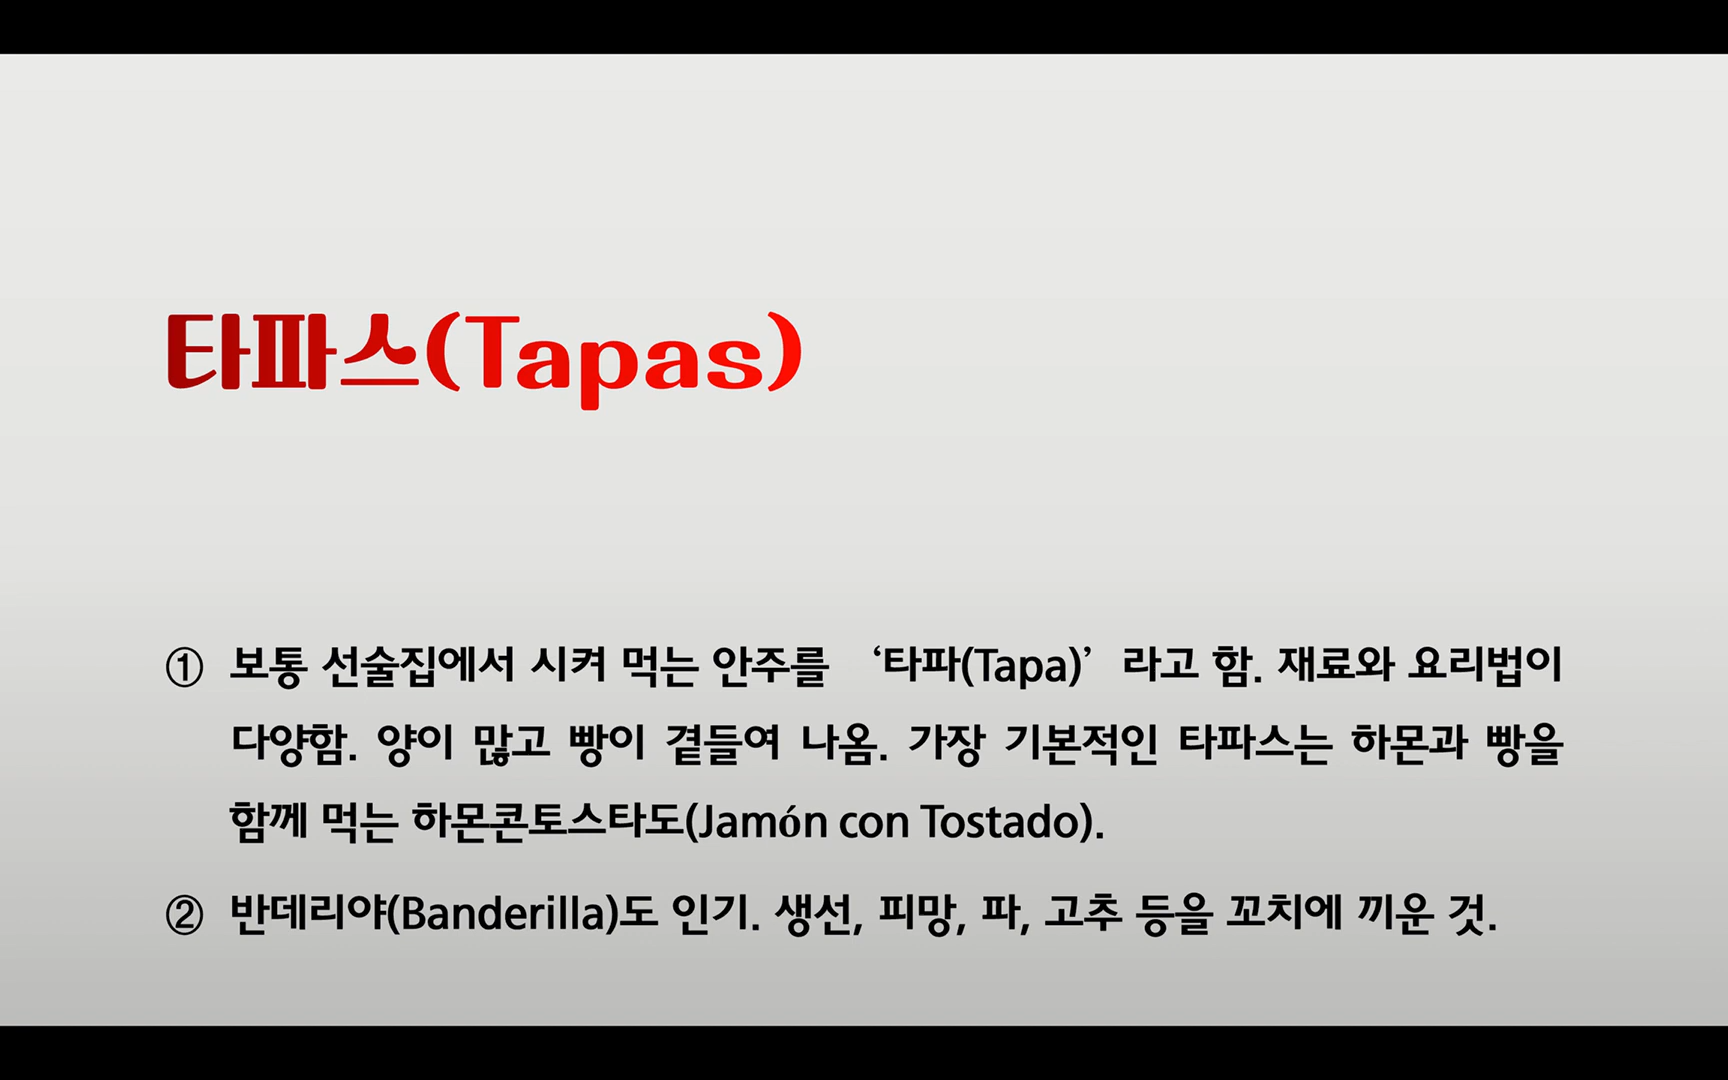 타파스(Tapas)
① 보통 선술집에서 시켜 먹는 안주를 ‘타파(Tapa)’ 라고 함. 재료와 요리법이
다양함. 양이 많고 빵이 곁들여 나옴. 가장 기본적인 타파스는 하몬과 빵을
함께 먹는 하몬콘토스타도(Jamón con Tostado).
② 반데리야(Banderilla)도 인기. 생선, 피망, 파, 고추 등을 꼬치에 끼운 것.